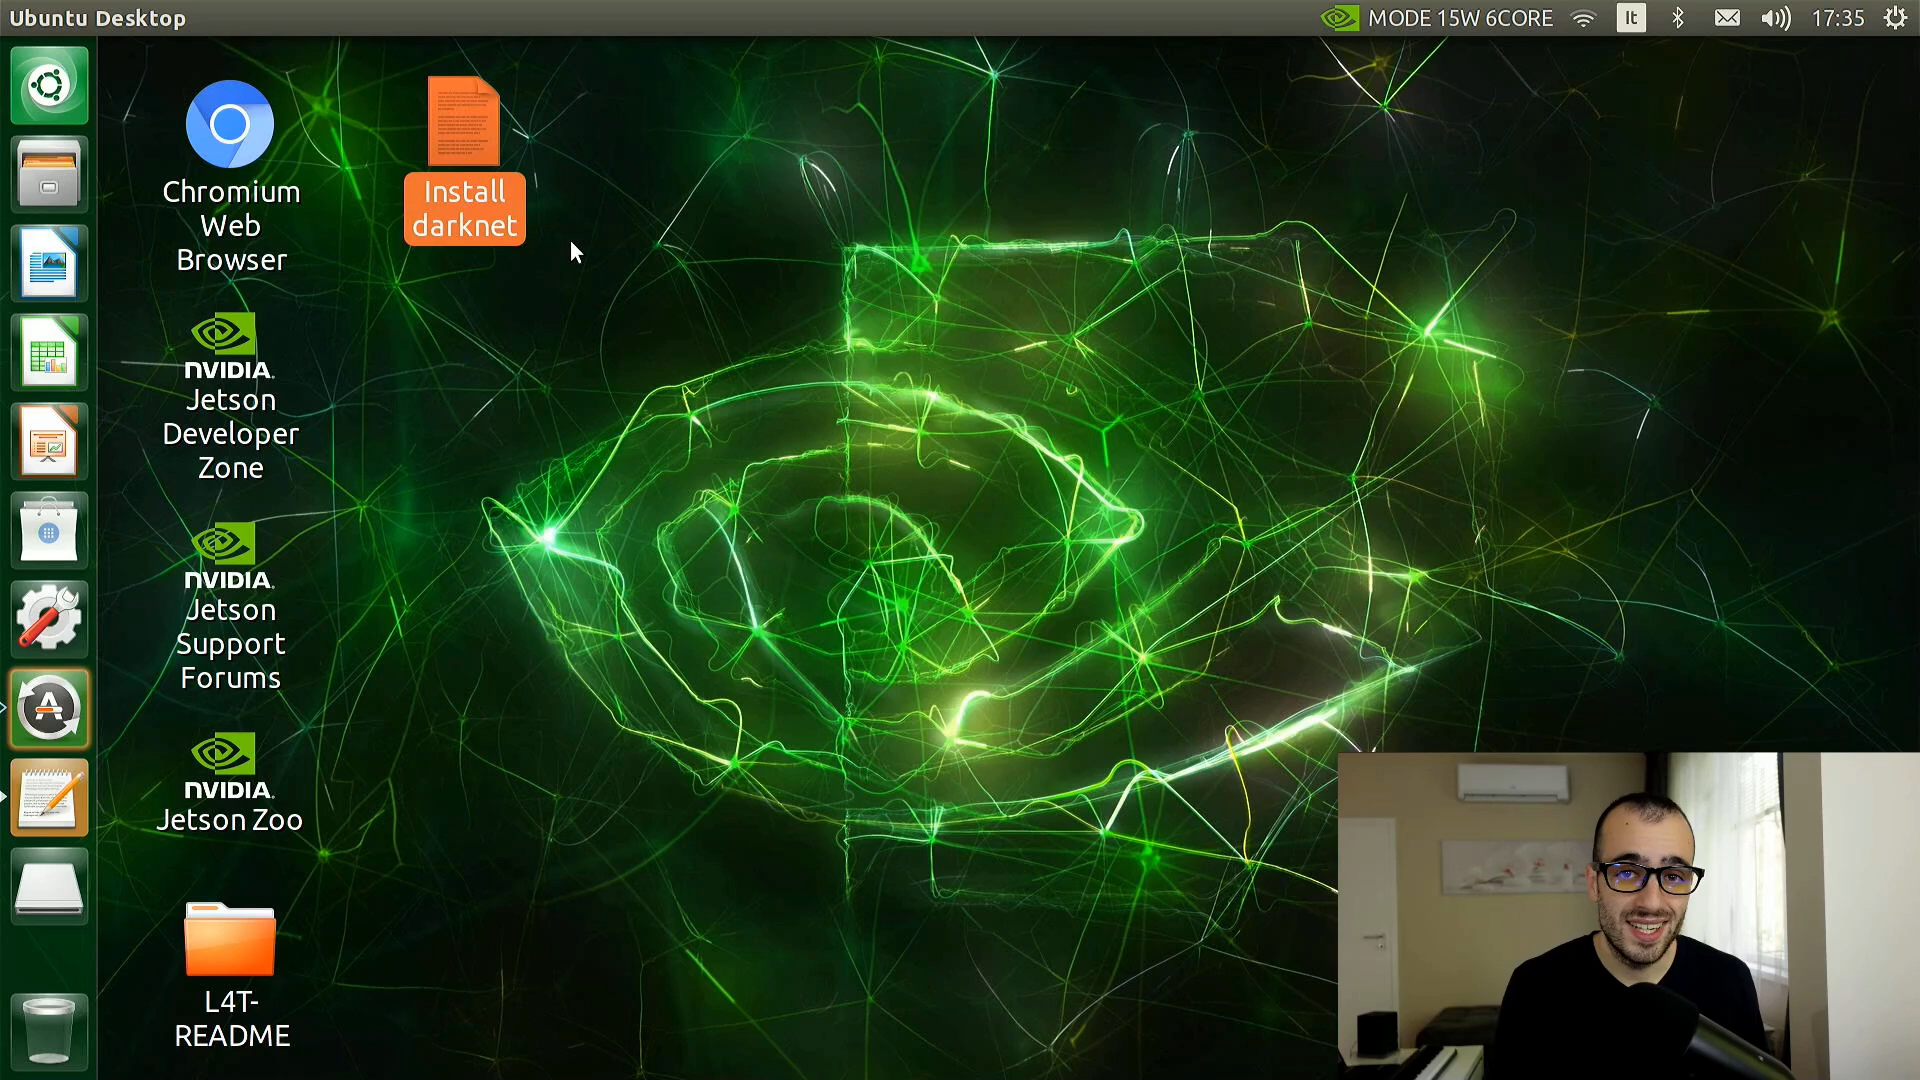 Ubuntu Desktop
MODE 15W 6CORE
It
17:35
Chromium
Web
Browser
Install
darknet
NVIDIA.
Jetson
Developer
Zone
NVIDIA.
Jetson
Support
Forums
NVIDIA.
Jetson Zoo
L4T-
README